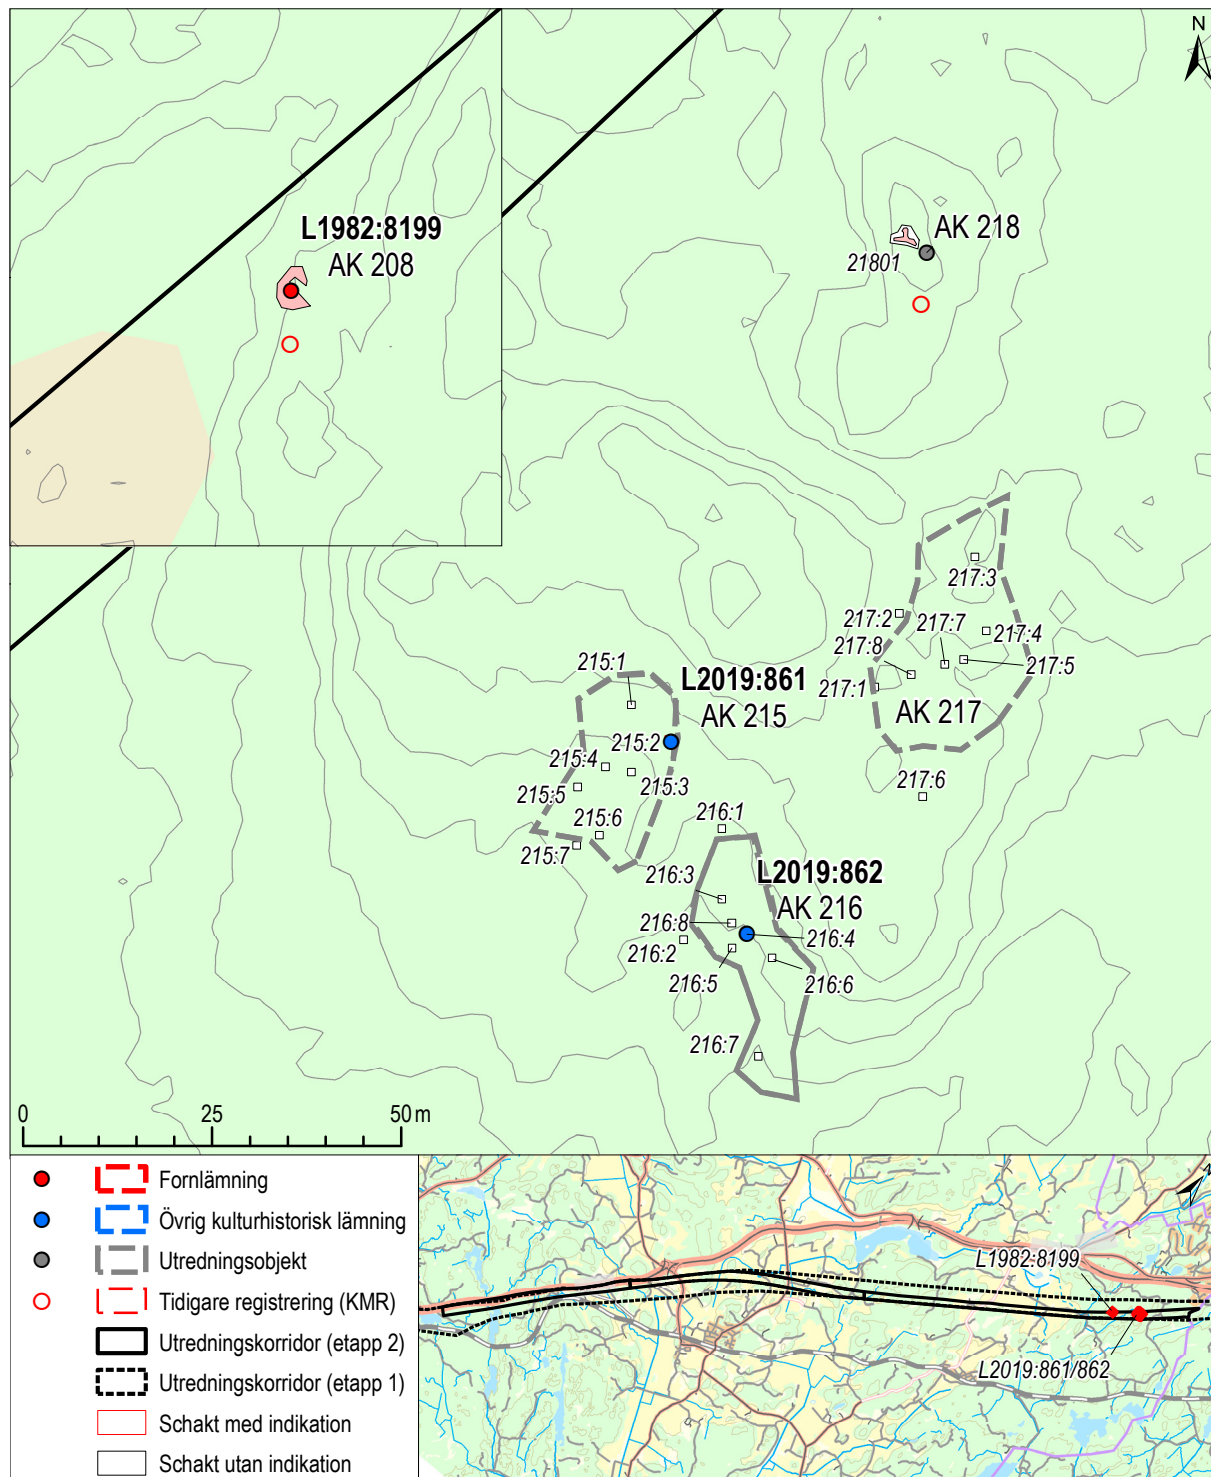 N
L1982:8199
AK 208
AK 218
21801
217:3
217:2
217:7
217:4
217:8
217:5
217:1
AK 217
217:6
215:1
L2019:861
AK 215
215:2
215:4
215:3
215:5
215:6
215:7
216:1
L2019:862
AK 216
216:3
216:8
216:4
216:2
216:5
216:6
216:7
0 25 50 m
Fornlämning
Övrig kulturhistorisk lämning
Utredningsobjekt
Tidigare registrering (KMR)
Utredningskorridor (etapp 2)
Utredningskorridor (etapp 1)
Schakt med indikation
Schakt utan indikation
N
L1982:8199
L2019:861/862